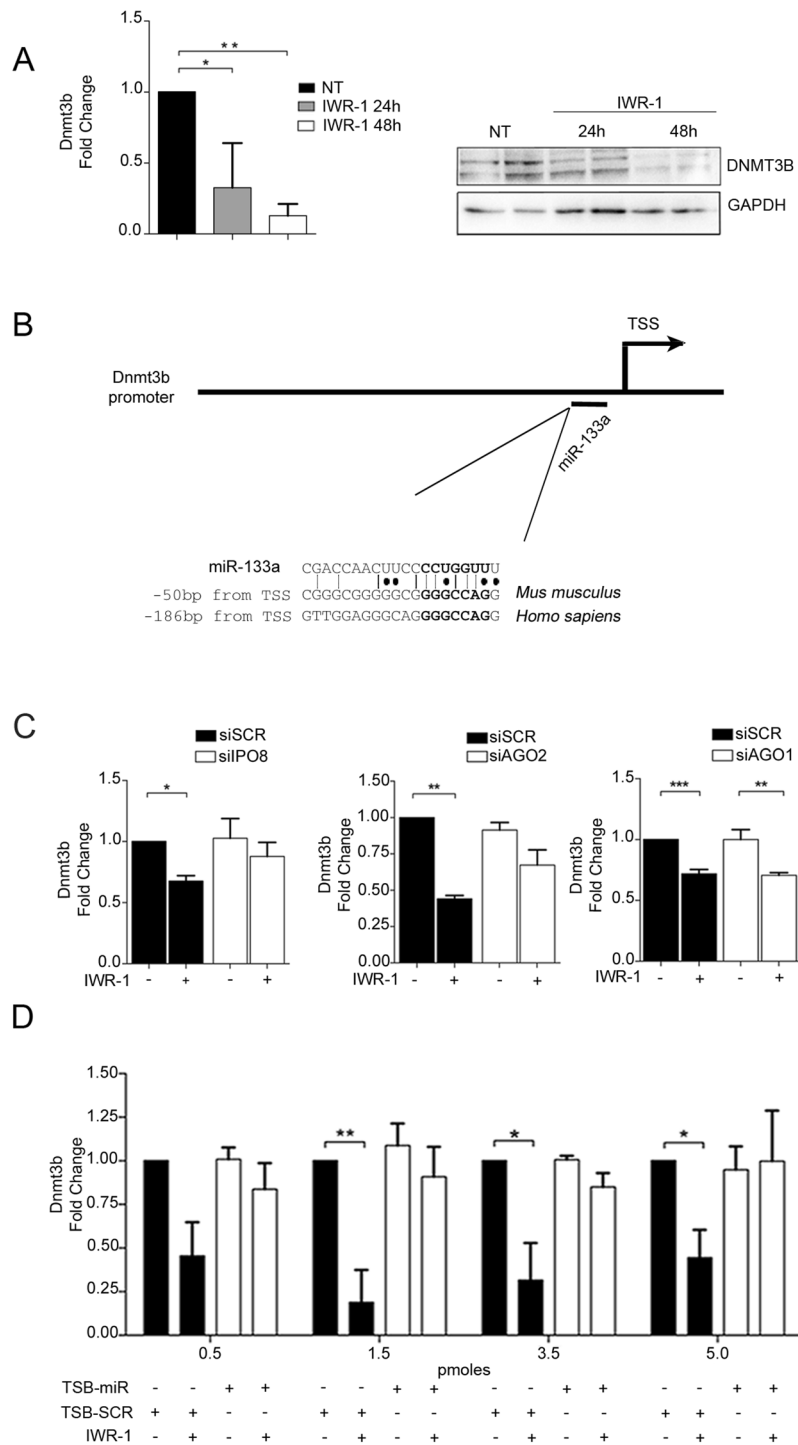 A
Dnmt3b
Fold Change
1.0
0.5
0.0
*
**
NT
IWR-1 24h
IWR-1 48h
IWR-1
NT 24h 48h
DNMT3B
GAPDH
B
TSS
Dnmt3b
promoter
miR-133a
miR-133a CGACCAACUUCCCCUGGUUU
-50bp from TSS CGGGCGGGGGCGGGGCCAGG Mus musculus
-186bp from TSS GTTGGAGGGCAGGGGCCAGG Homo sapiens
C
siSCR
siIPO8
Dnmt3b
Fold Change
1.5
1.0
0.5
0.0
*
IWR-1 - + - +
siSCR
siAGO2
Dnmt3b
Fold Change
1.50
1.00
0.75
0.50
0.00
**
- + - +
siSCR
siAGO1
Dnmt3b
Fold Change
1.5
1.0
0.5
0.0
*** **
IWR-1 - + - +
D
Dnmt3b
Fold Change
1.50
1.25
1.00
0.75
0.50
0.25
0.00
** * *
0.5 1.5 3.5 5.0
pmoles
TSB-miR - - + + - - + + - - + + - - + +
TSB-SCR + + - - + + - - + + - - + + - -
IWR-1 - + - + - + - + - + - + - + - +